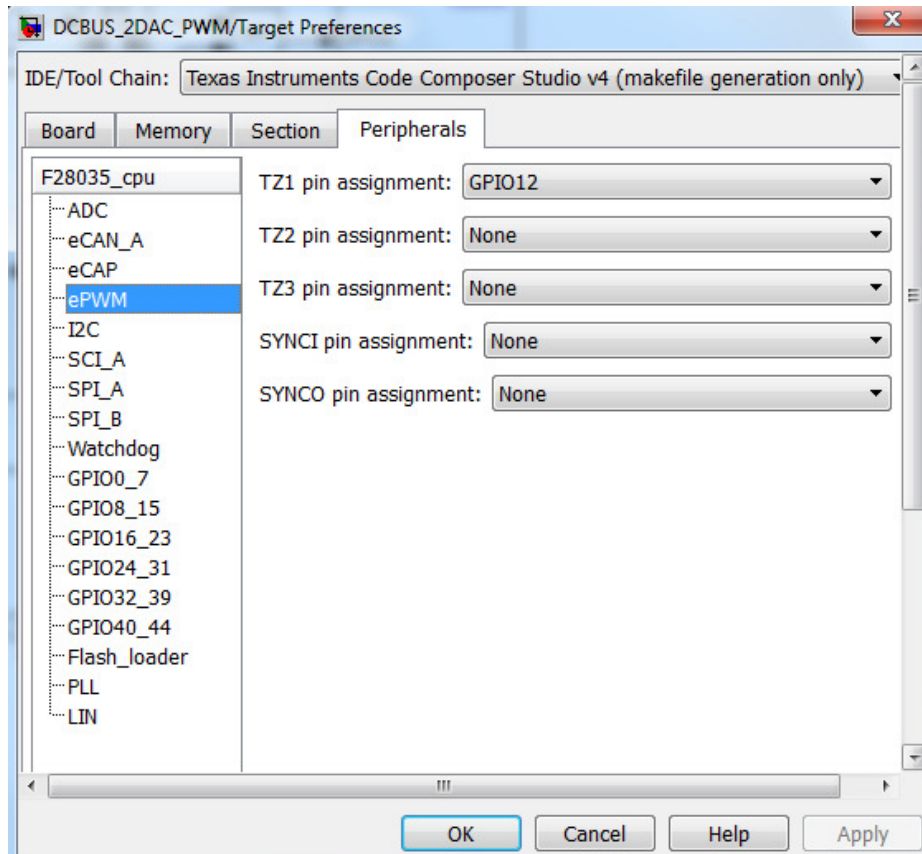 DCBUS_2DAC_PWM/Target Preferences
IDE/Tool Chain: Texas Instruments Code Composer Studio v4 (makefile generation only)
Board Memory Section Peripherals
F28035_cpu
ADC
eCAN_A
eCAP
ePWM
I2C
SCI_A
SPI_A
SPI_B
Watchdog
GPIO0_7
GPIO8_15
GPIO16_23
GPIO24_31
GPIO32_39
GPIO40_44
Flash_loader
PLL
LIN
TZ1 pin assignment: GPIO12
TZ2 pin assignment: None
TZ3 pin assignment: None
SYNCI pin assignment: None
SYNCO pin assignment: None
OK Cancel Help Apply